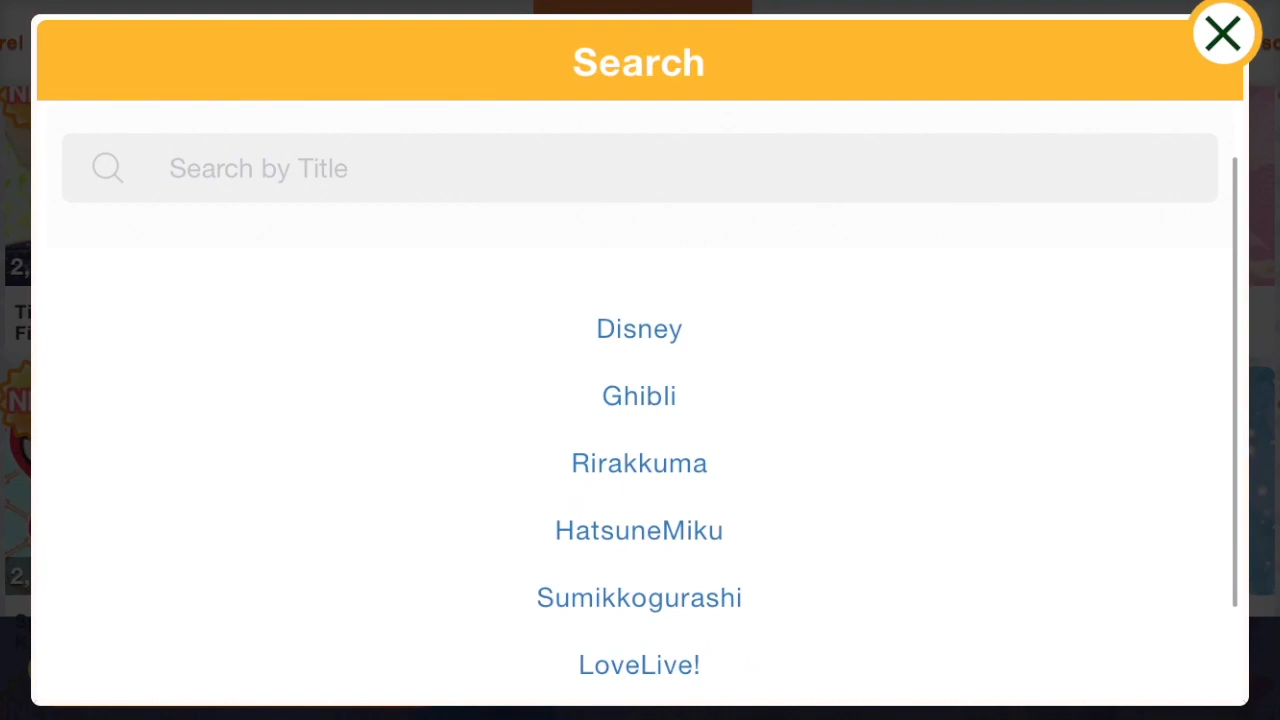 Search
Search by Title
Disney
Ghibli
Rirakkuma
HatsuneMiku
Sumikkogurashi
LoveLive!